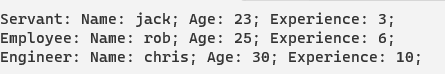 Servant: Name: jack; Age: 23; Experience: 3;
Employee: Name: rob; Age: 25; Experience: 6;
Engineer: Name: chris; Age: 30; Experience: 10;